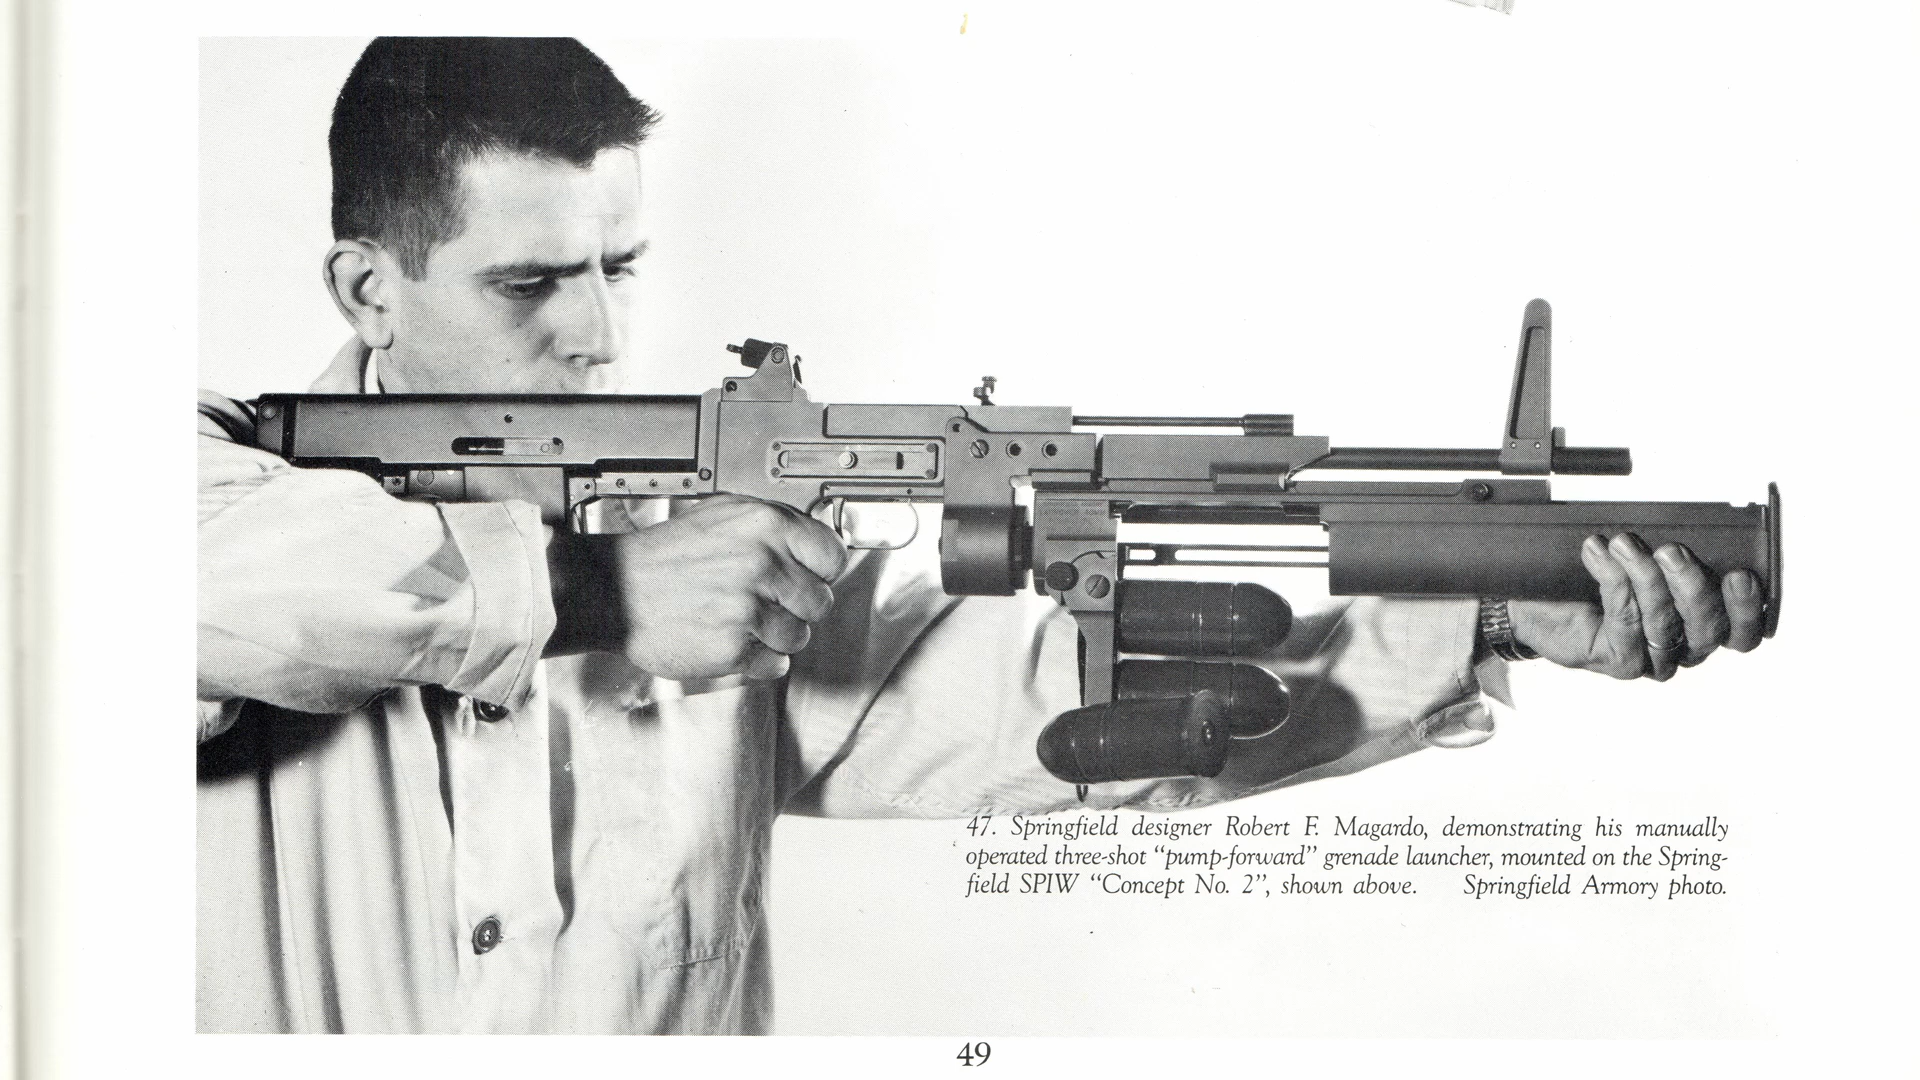 47. Springfield designer Robert F. Magardo, demonstrating his manually
operated three-shot “pump-forward” grenade launcher, mounted on the Spring-
field SPIW “Concept No. 2”, shown above. Springfield Armory photo.
49